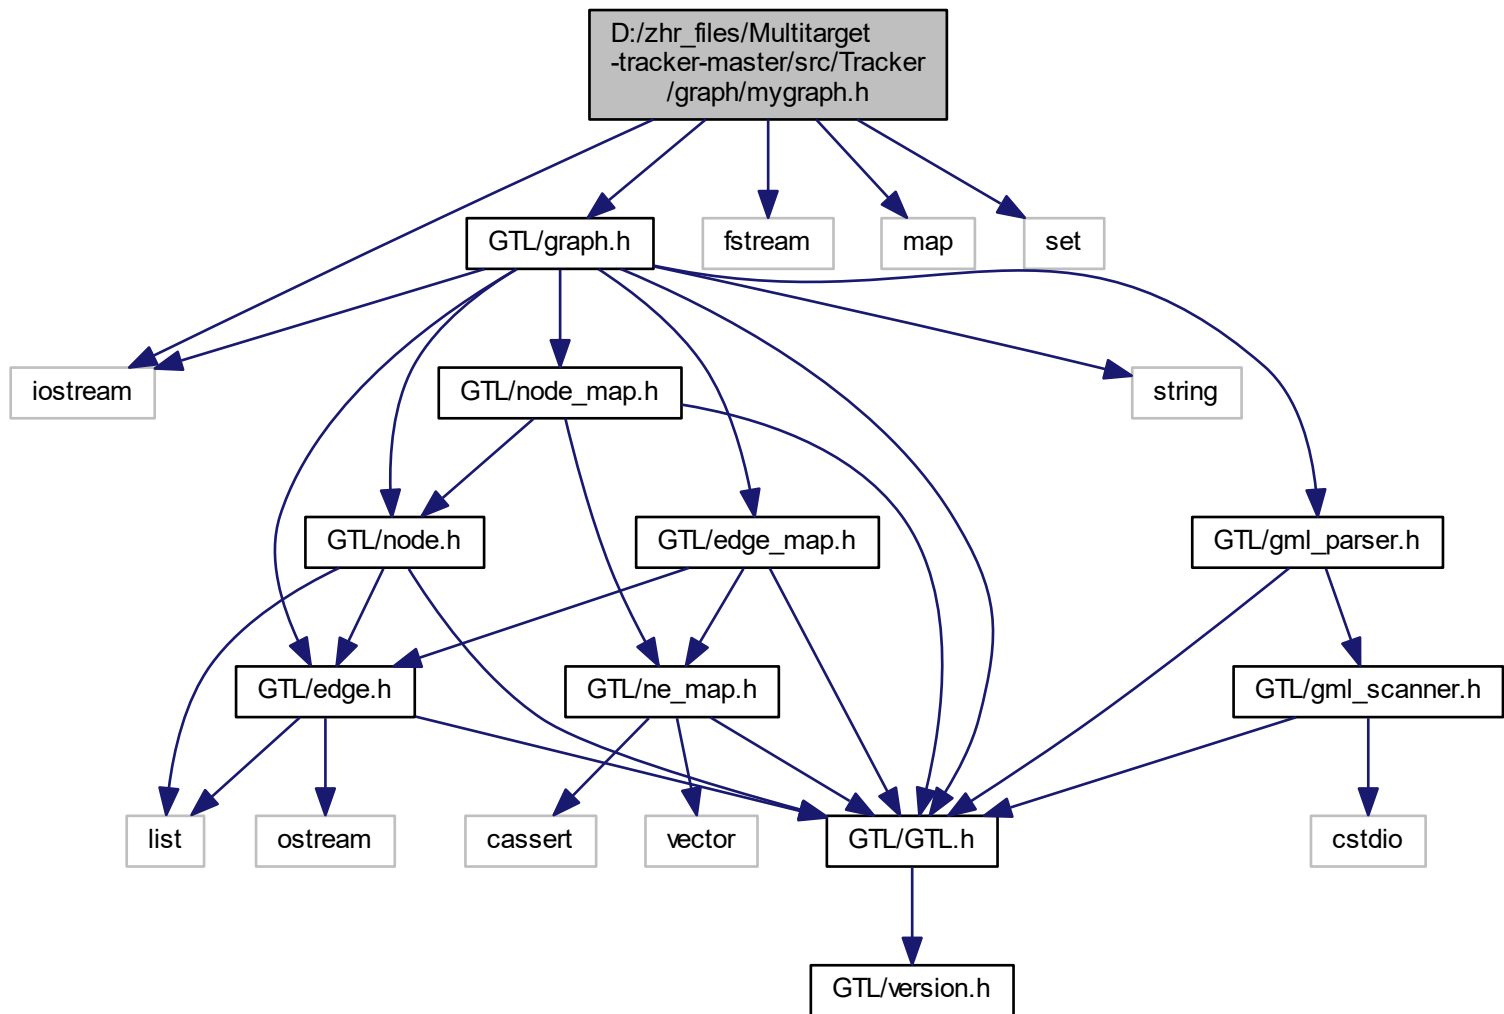 D:/zhr_files/Multitarget
-tracker-master/src/Tracker
/graph/mygraph.h
GTL/graph.h
fstream
map
set
iostream
GTL/node_map.h
string
GTL/node.h
GTL/edge_map.h
GTL/gml_parser.h
GTL/edge.h
GTL/ne_map.h
GTL/gml_scanner.h
list
ostream
cassert
vector
GTL/GTL.h
cstdio
GTL/version.h